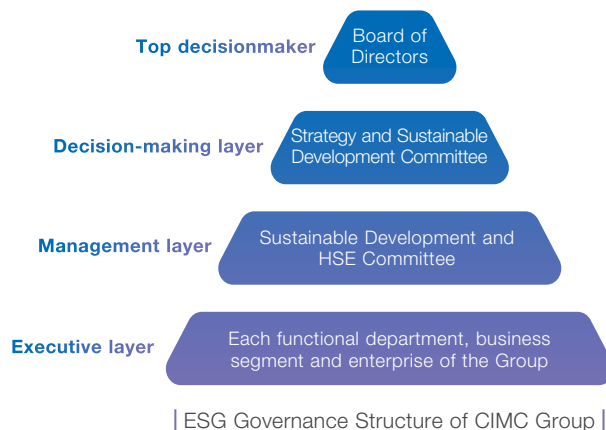 Top decisionmaker
Board of
Directors
Decision-making layer
Strategy and Sustainable
Development Committee
Management layer
Sustainable Development and
HSE Committee
Executive layer
Each functional department, business
segment and enterprise of the Group
ESG Governance Structure of CIMC Group